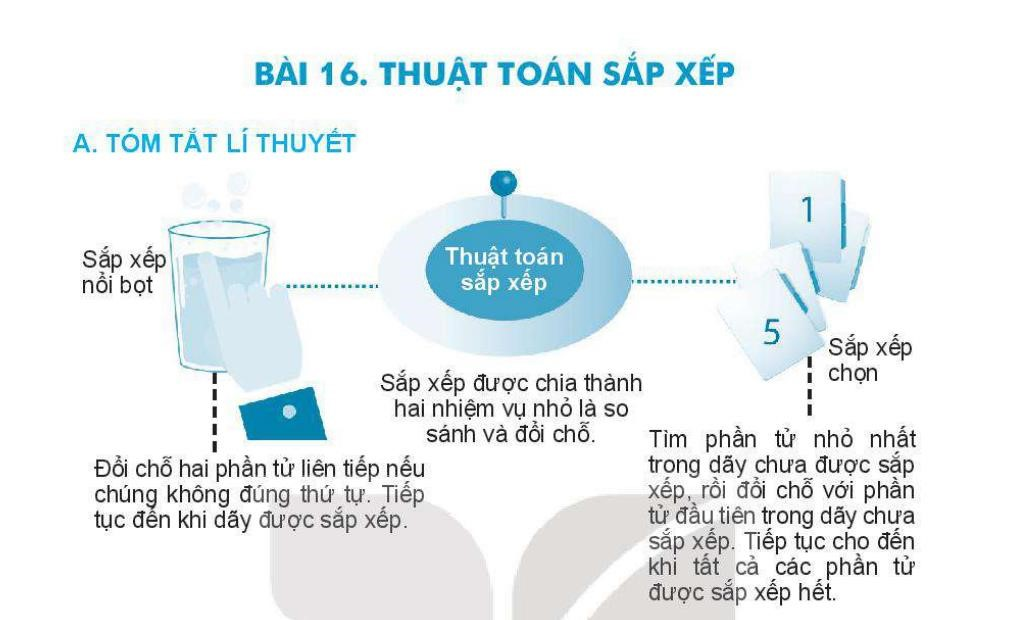 BÀI 16. THUẬT TOÁN SẮP XẾP
A. TÓM TẮT LÍ THUYẾT
Sắp xếp
nổi bọt
Đổi chỗ hai phần tử liên tiếp nếu
chúng không đúng thứ tự. Tiếp
tục đến khi dãy được sắp xếp.
Thuật toán
sắp xếp
Sắp xếp được chia thành
hai nhiệm vụ nhỏ là so
sánh và đổi chỗ.
1
5
Sắp xếp
chọn
Tìm phần tử nhỏ nhất
trong dãy chưa được sắp
xếp, rồi đổi chỗ với phần
tử đầu tiên trong dãy chưa
sắp xếp. Tiếp tục cho đến
khi tất cả các phần tử
được sắp xếp hết.